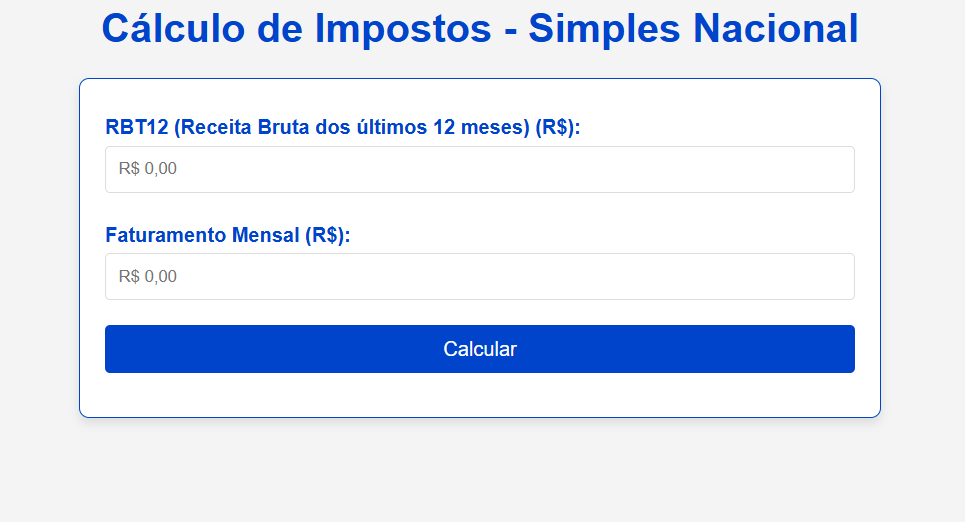 Cálculo de Impostos - Simples Nacional
RBT12 (Receita Bruta dos últimos 12 meses) (R$):
R$ 0,00
Faturamento Mensal (R$):
R$ 0,00
Calcular